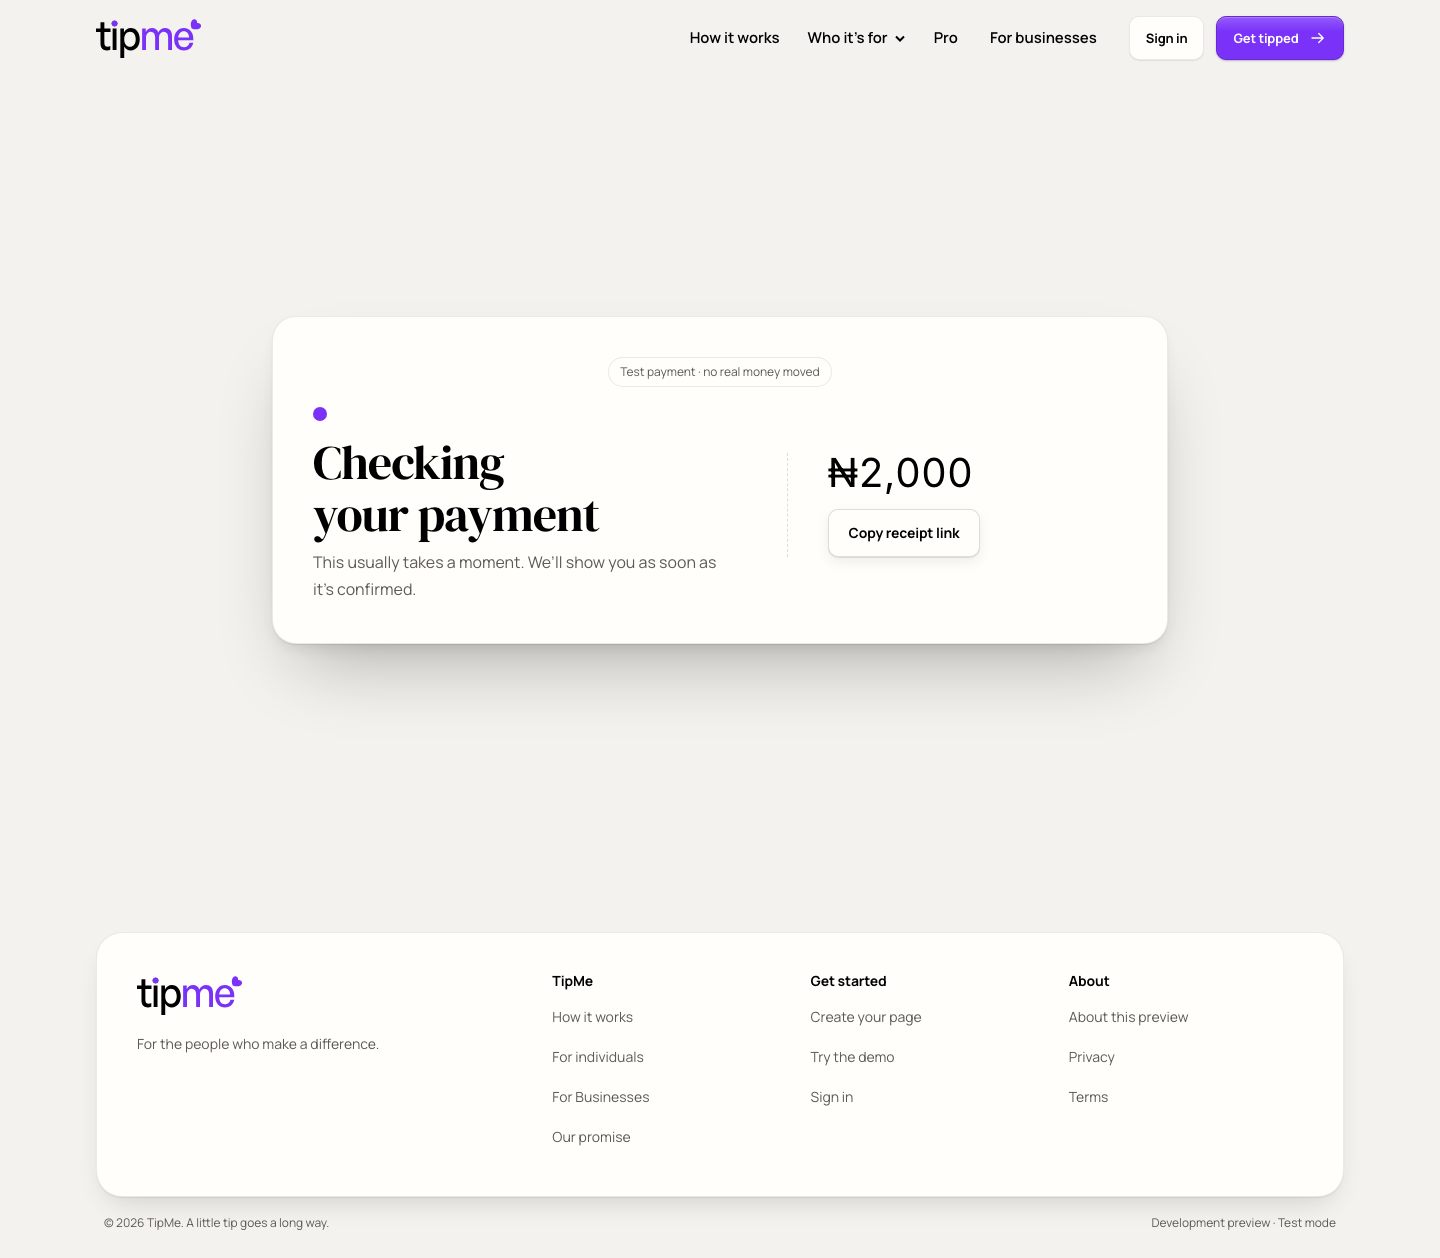 tipme
How it works
Who it's for
Pro
For businesses
Sign in
Get tipped
Test payment · no real money moved
Checking
your payment
This usually takes a moment. We'll show you as soon as
it's confirmed.
₦2,000
Copy receipt link
tipme
For the people who make a difference.
TipMe
How it works
For individuals
For Businesses
Our promise
Get started
Create your page
Try the demo
Sign in
About
About this preview
Privacy
Terms
© 2026 TipMe. A little tip goes a long way.
Development preview · Test mode